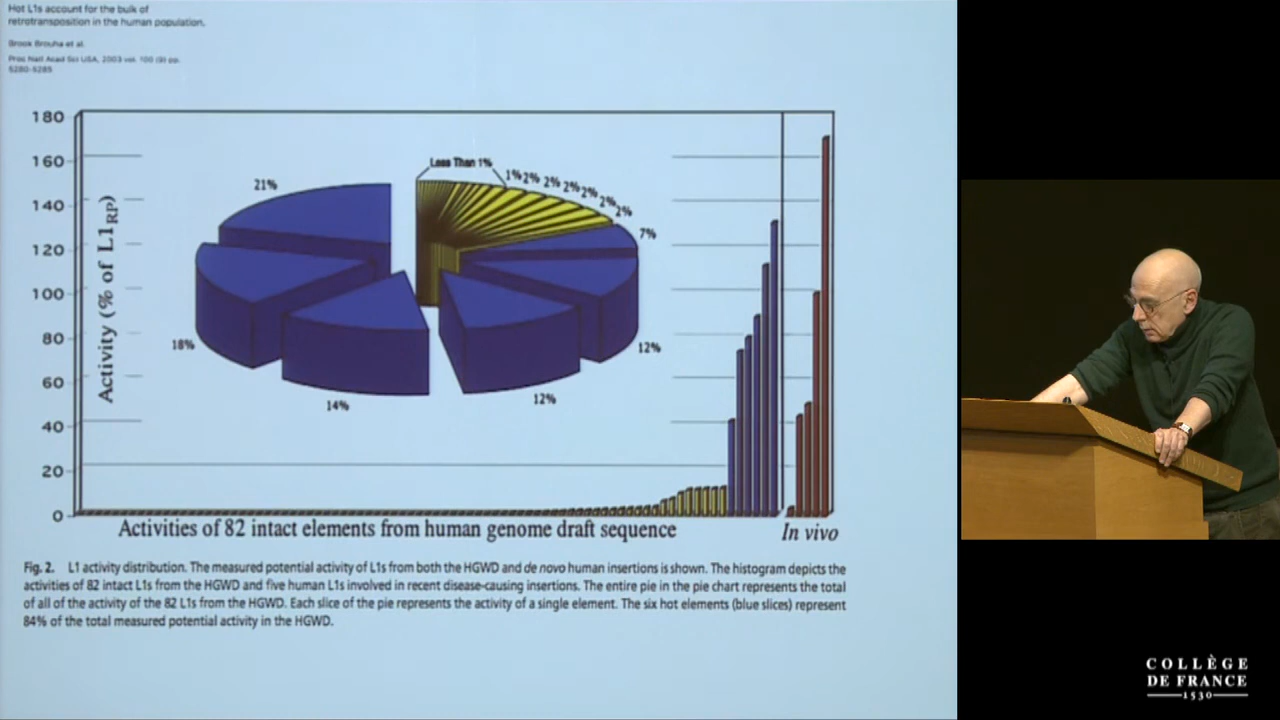 Hot L1s account for the bulk of
retrotransposition in the human population.
Brook Brouha et al.
Proc Natl Acad Sci USA, 2003 vol. 100 (9) pp.
5280-5285
180
160
140
120
100
80
60
40
20
0
Activity (% of L1RP)
21%
Less Than 1%
1%
2%
2%
2%
2%
2%
2%
7%
18%
12%
14%
12%
Activities of 82 intact elements from human genome draft sequence
In vivo
Fig. 2. L1 activity distribution. The measured potential activity of L1s from both the HGWD and de novo human insertions is shown. The histogram depicts the
activities of 82 intact L1s from the HGWD and five human L1s involved in recent disease-causing insertions. The entire pie in the pie chart represents the total
of all of the activity of the 82 L1s from the HGWD. Each slice of the pie represents the activity of a single element. The six hot elements (blue slices) represent
84% of the total measured potential activity in the HGWD.
COLLÈGE
DE FRANCE
1530